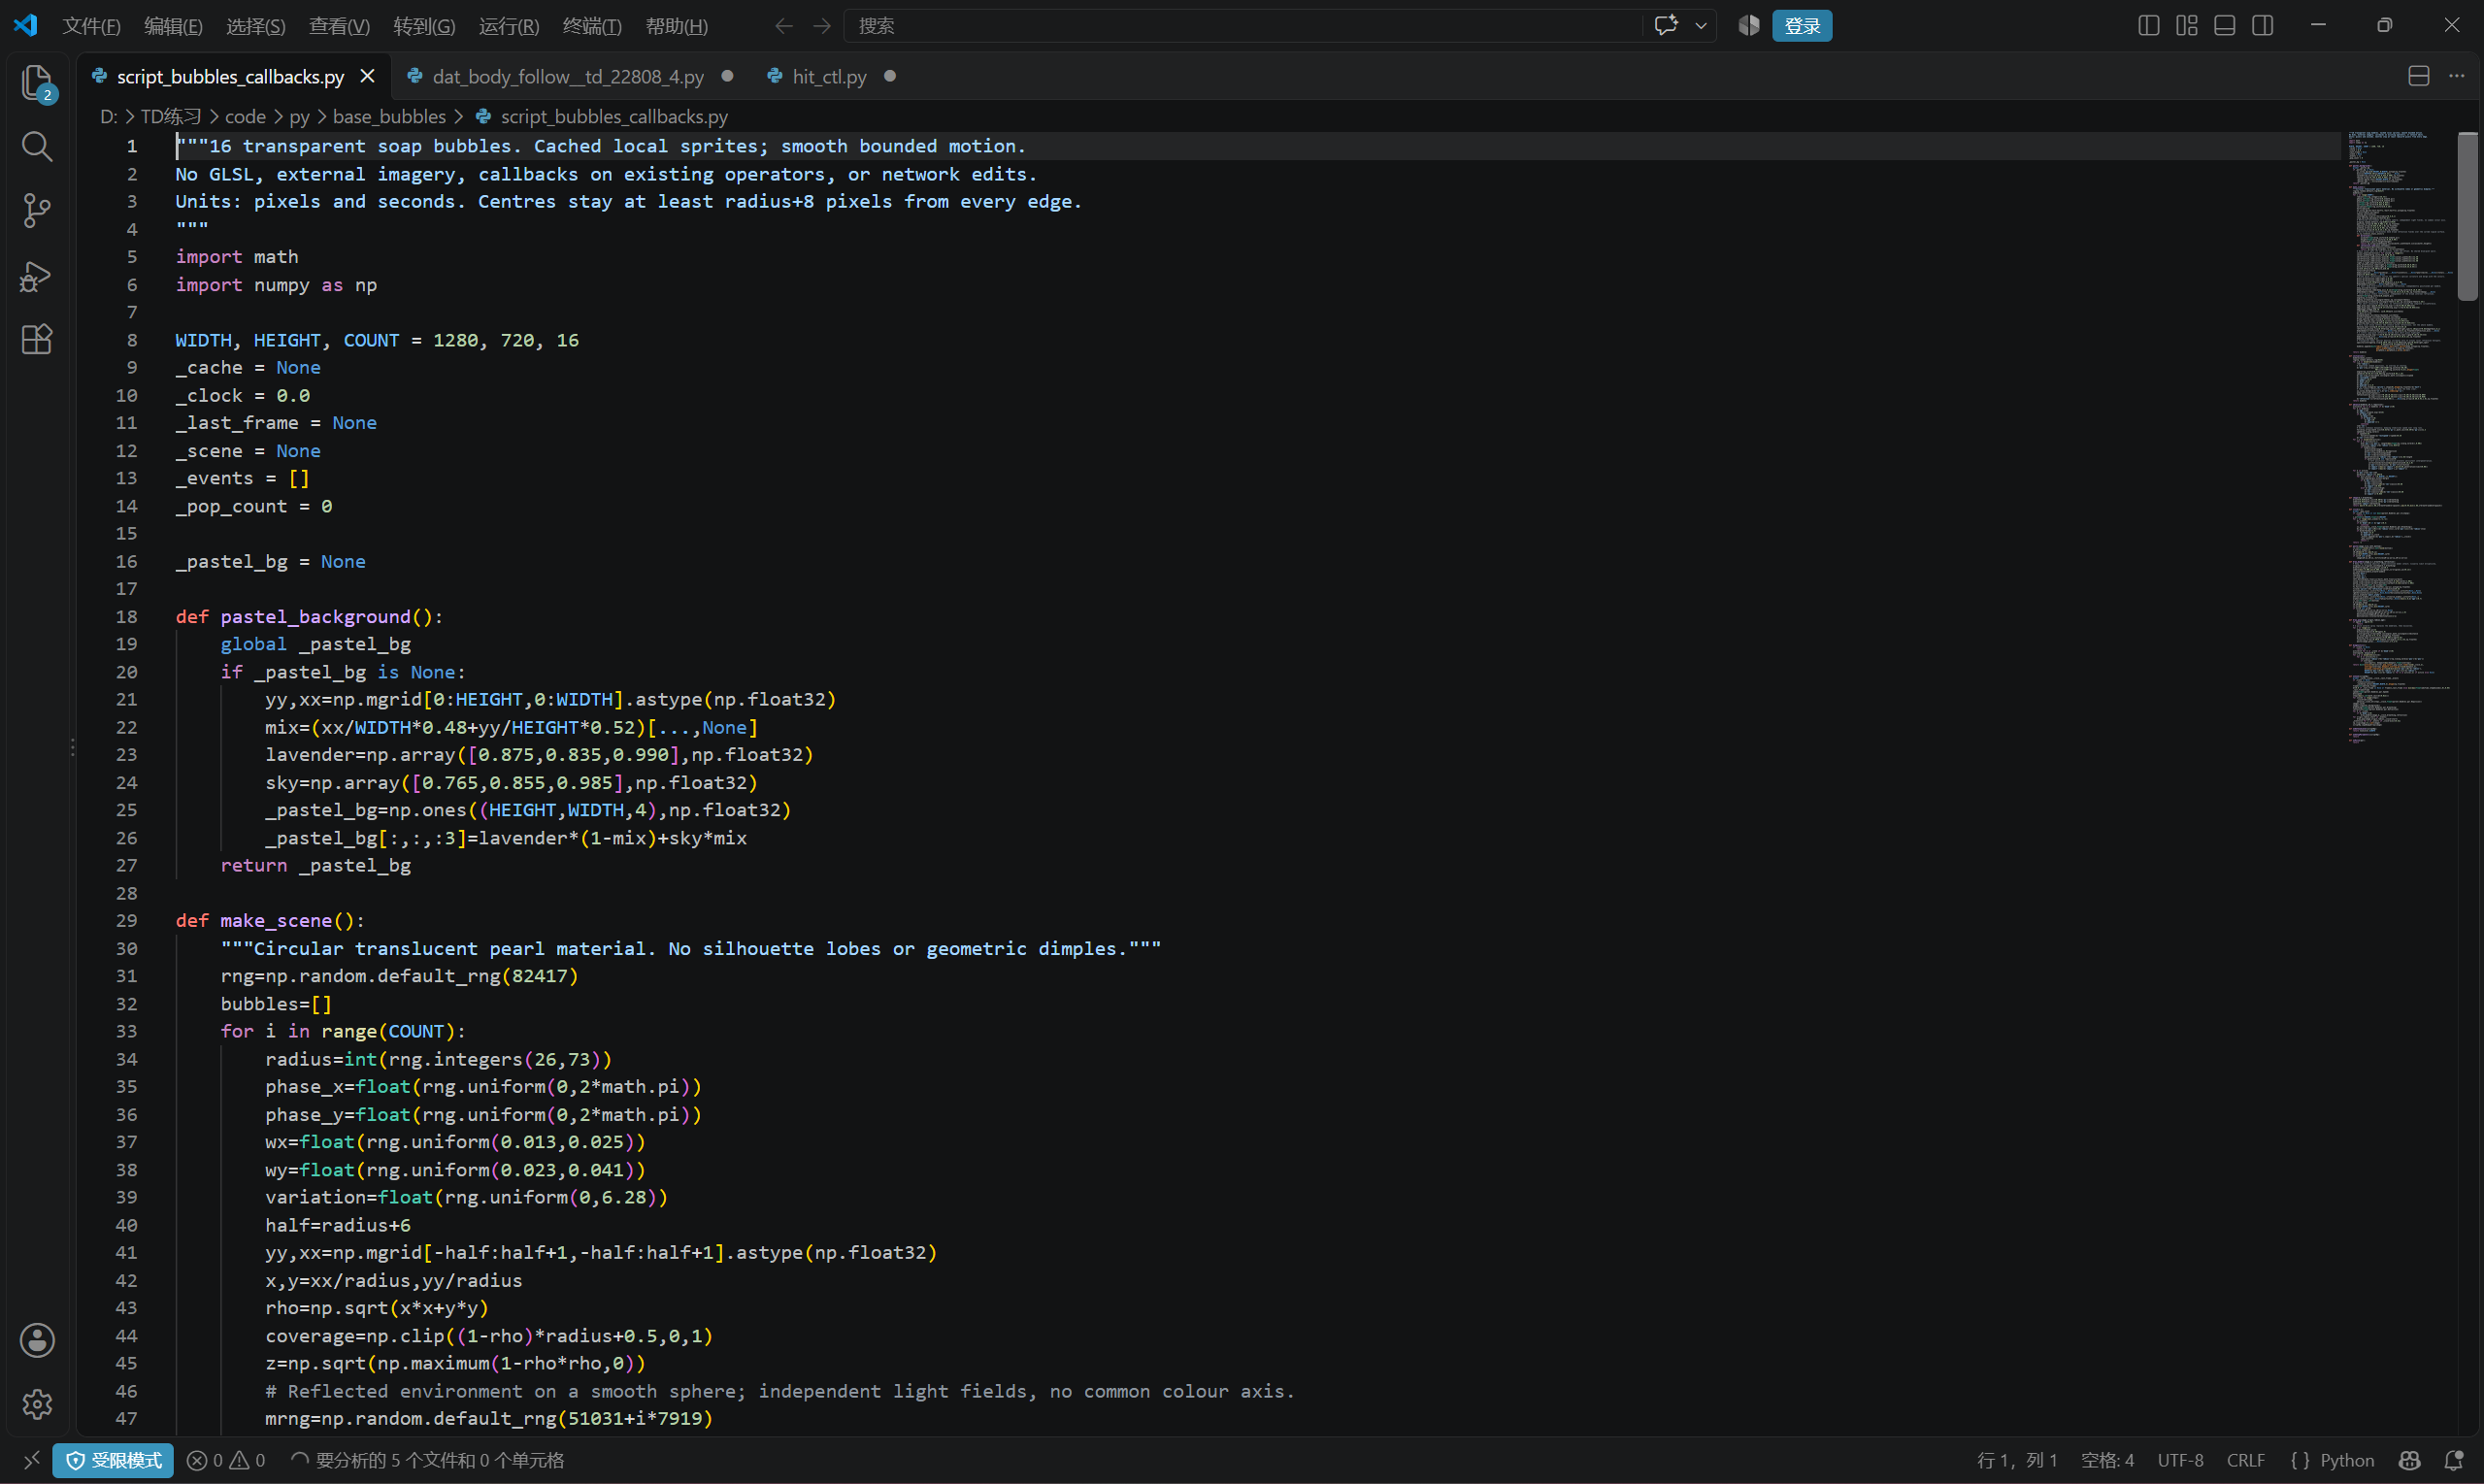 文件(F) 编辑(E) 选择(S) 查看(V) 转到(G) 运行(R) 终端(T) 帮助(H) 搜索 登录
script_bubbles_callbacks.py dat_body_follow__td_22808_4.py hit_ctl.py
2
D: > TD练习 > code > py > base_bubbles > script_bubbles_callbacks.py
1 """16 transparent soap bubbles. Cached local sprites; smooth bounded motion.
2 No GLSL, external imagery, callbacks on existing operators, or network edits.
3 Units: pixels and seconds. Centres stay at least radius+8 pixels from every edge.
4 """
5 import math
6 import numpy as np
7
8 WIDTH, HEIGHT, COUNT = 1280, 720, 16
9 _cache = None
10 _clock = 0.0
11 _last_frame = None
12 _scene = None
13 _events = []
14 _pop_count = 0
15
16 _pastel_bg = None
17
18 def pastel_background():
19     global _pastel_bg
20     if _pastel_bg is None:
21         yy,xx=np.mgrid[0:HEIGHT,0:WIDTH].astype(np.float32)
22         mix=(xx/WIDTH*0.48+yy/HEIGHT*0.52)[...,None]
23         lavender=np.array([0.875,0.835,0.990],np.float32)
24         sky=np.array([0.765,0.855,0.985],np.float32)
25         _pastel_bg=np.ones((HEIGHT,WIDTH,4),np.float32)
26         _pastel_bg[:,:,:3]=lavender*(1-mix)+sky*mix
27     return _pastel_bg
28
29 def make_scene():
30     """Circular translucent pearl material. No silhouette lobes or geometric dimples."""
31     rng=np.random.default_rng(82417)
32     bubbles=[]
33     for i in range(COUNT):
34         radius=int(rng.integers(26,73))
35         phase_x=float(rng.uniform(0,2*math.pi))
36         phase_y=float(rng.uniform(0,2*math.pi))
37         wx=float(rng.uniform(0.013,0.025))
38         wy=float(rng.uniform(0.023,0.041))
39         variation=float(rng.uniform(0,6.28))
40         half=radius+6
41         yy,xx=np.mgrid[-half:half+1,-half:half+1].astype(np.float32)
42         x,y=xx/radius,yy/radius
43         rho=np.sqrt(x*x+y*y)
44         coverage=np.clip((1-rho)*radius+0.5,0,1)
45         z=np.sqrt(np.maximum(1-rho*rho,0))
46         # Reflected environment on a smooth sphere; independent light fields, no common colour axis.
47         mrng=np.random.default_rng(51031+i*7919)
受限模式 0 0 要分析的 5 个文件和 0 个单元格 行 1, 列 1 空格: 4 UTF-8 CRLF { } Python